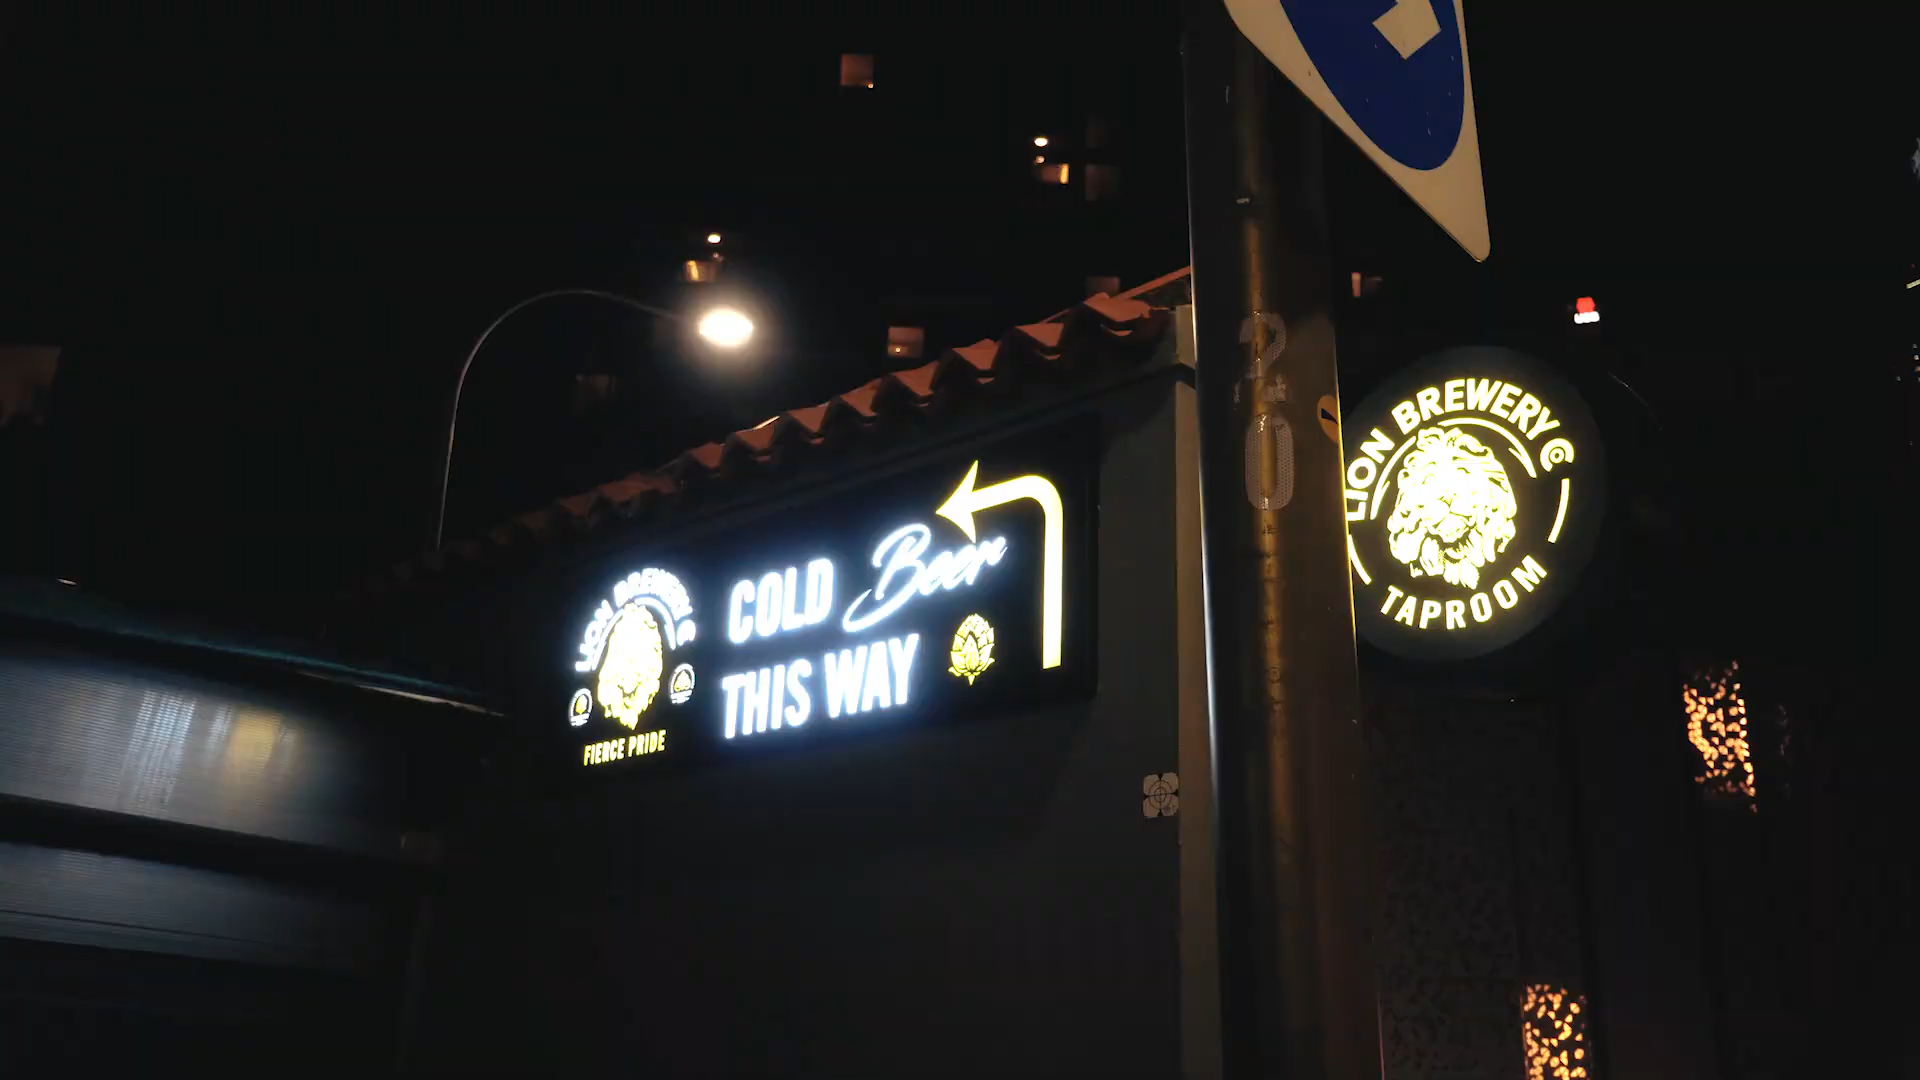 LION BREWERY C
COLD Beer
THIS WAY
FIERCE PRIDE
20
LION BREWERY Co
TAPROOM